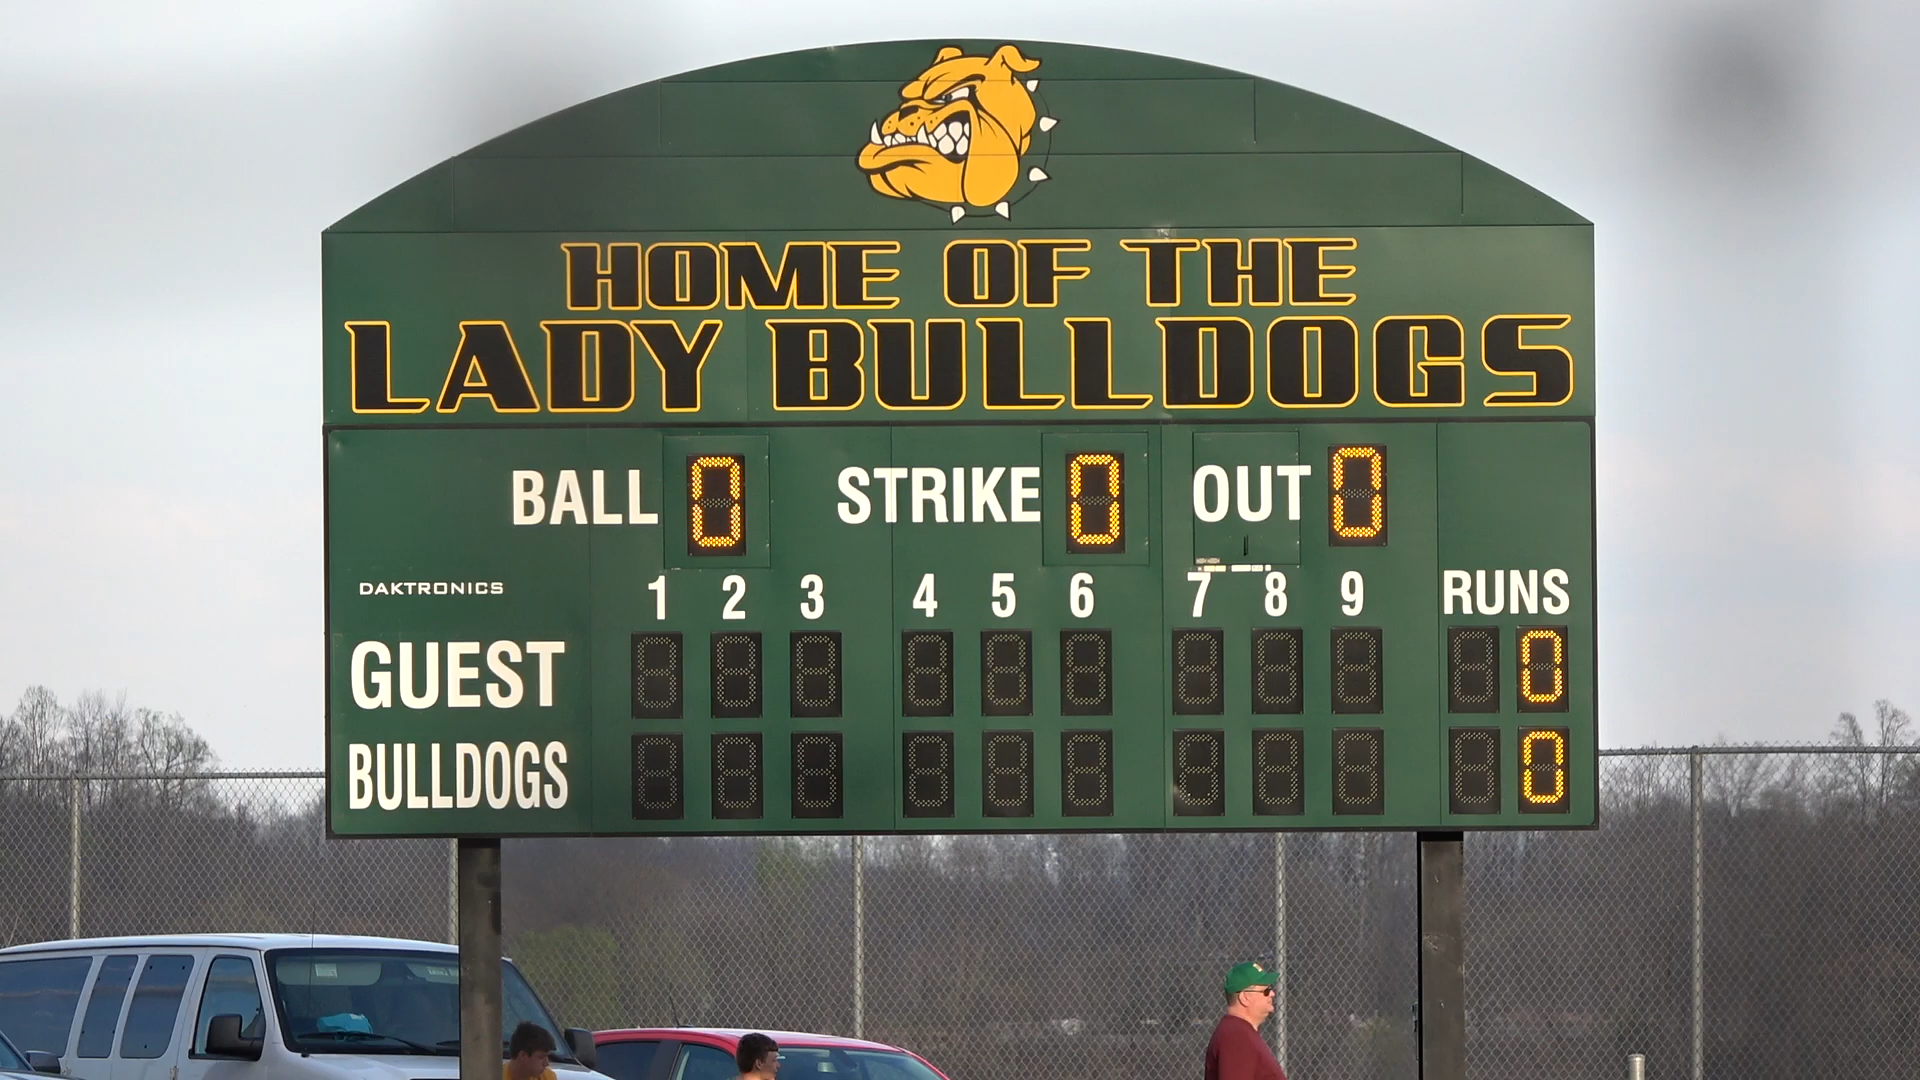 HOME OF THE
LADY BULLDOGS
BALL 0 STRIKE 0 OUT 0
DAKTRONICS 1 2 3 4 5 6 7 8 9 RUNS
GUEST 0
BULLDOGS 0